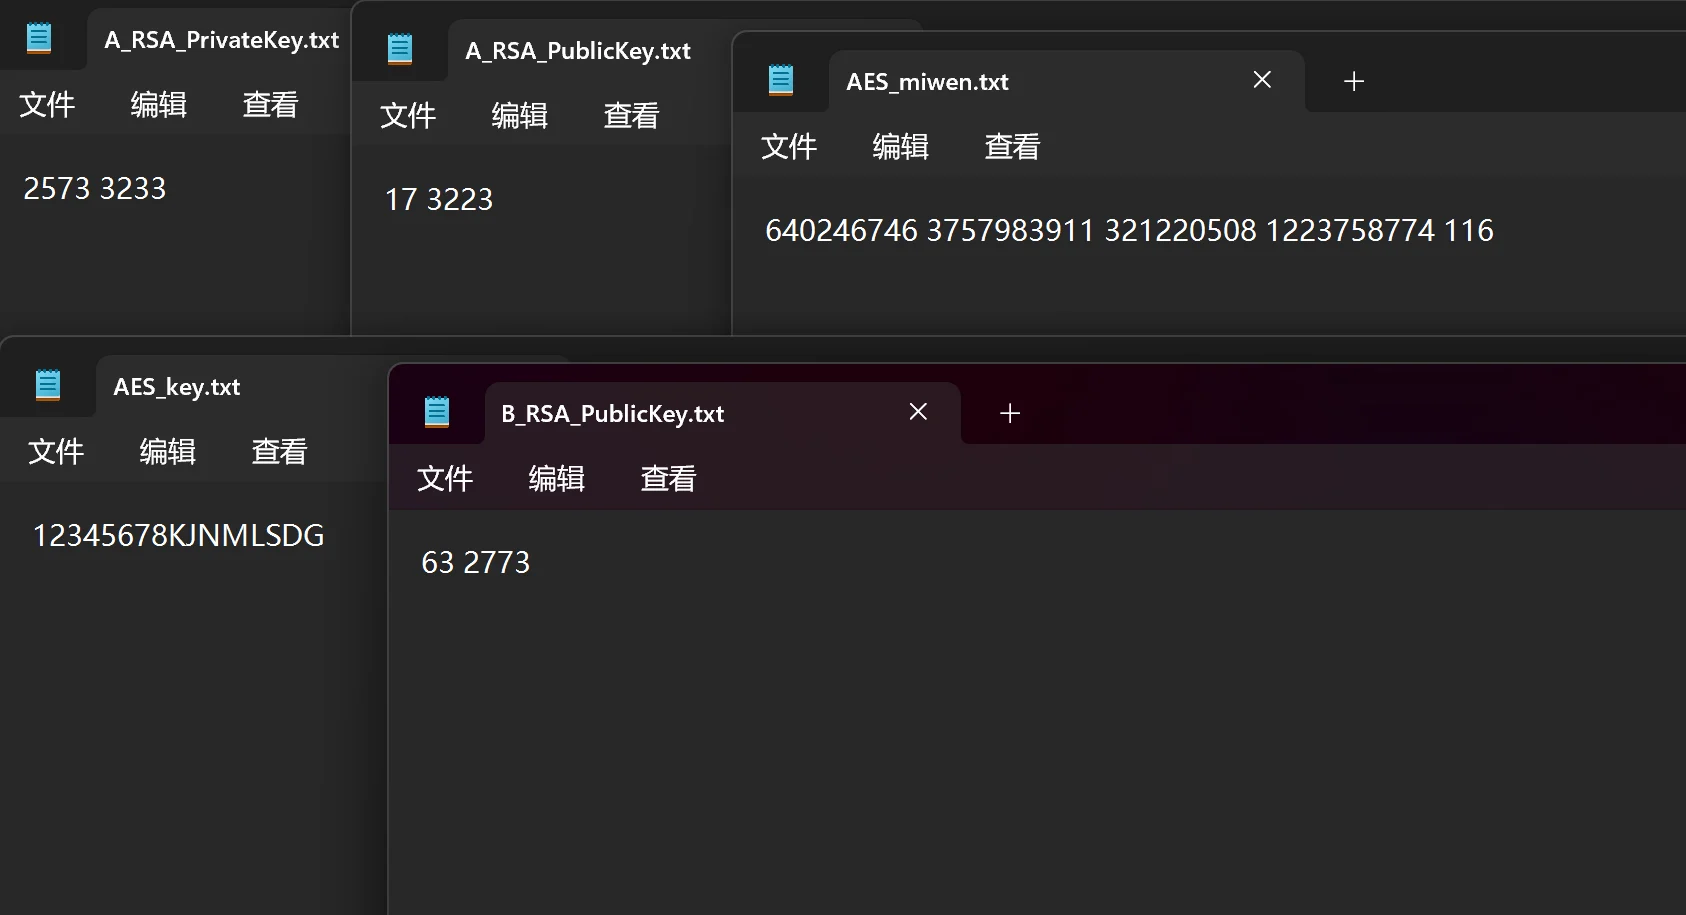 A_RSA_PrivateKey.txt
文件 编辑 查看
2573 3233
A_RSA_PublicKey.txt
文件 编辑 查看
17 3223
AES_miwen.txt
文件 编辑 查看
640246746 3757983911 321220508 1223758774 116
AES_key.txt
文件 编辑 查看
12345678KJNMLSDG
B_RSA_PublicKey.txt
文件 编辑 查看
63 2773